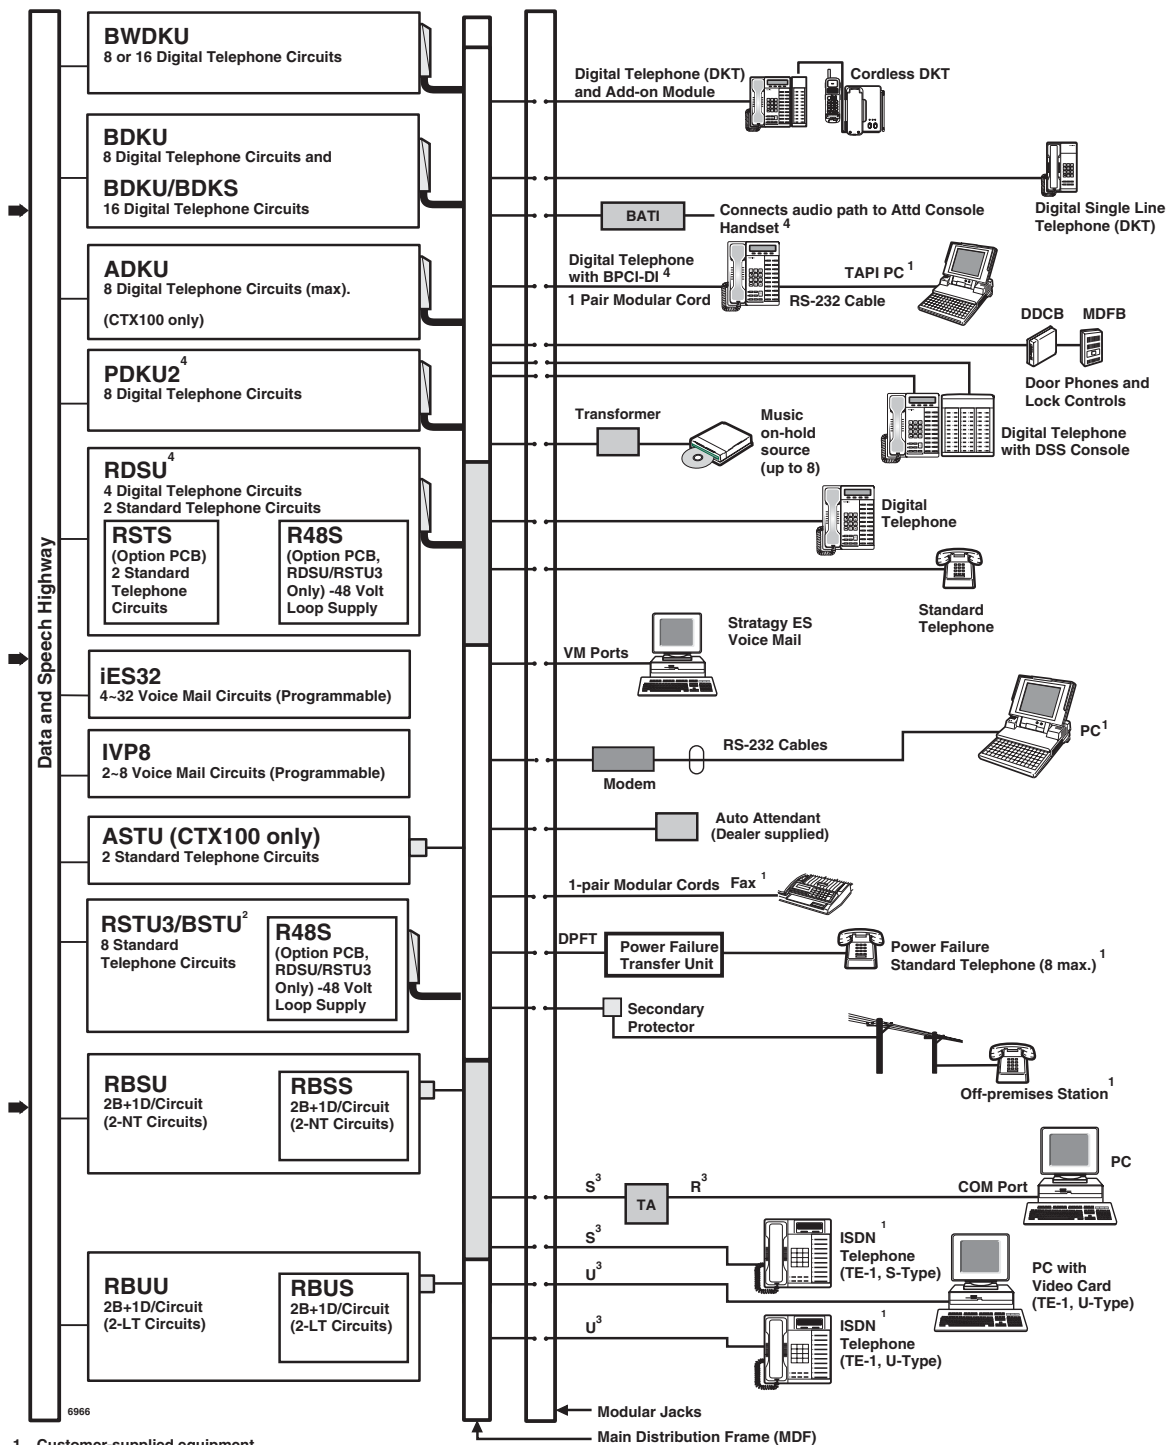 BWDKU
8 or 16 Digital Telephone Circuits
BDKU
8 Digital Telephone Circuits and
BDKU/BDKS
16 Digital Telephone Circuits
ADKU
8 Digital Telephone Circuits (max).
(CTX100 only)
PDKU2 4
8 Digital Telephone Circuits
RDSU 4
4 Digital Telephone Circuits
2 Standard Telephone Circuits
RSTS
(Option PCB)
2 Standard
Telephone
Circuits
R48S
(Option PCB,
RDSU/RSTU3
Only) -48 Volt
Loop Supply
Data and Speech Highway
iES32
4~32 Voice Mail Circuits (Programmable)
IVP8
2~8 Voice Mail Circuits (Programmable)
ASTU (CTX100 only)
2 Standard Telephone Circuits
RSTU3/BSTU 2
8 Standard
Telephone Circuits
R48S
(Option PCB,
RDSU/RSTU3
Only) -48 Volt
Loop Supply
RBSU
2B+1D/Circuit
(2-NT Circuits)
RBSS
2B+1D/Circuit
(2-NT Circuits)
RBUU
2B+1D/Circuit
(2-LT Circuits)
RBUS
2B+1D/Circuit
(2-LT Circuits)
6966
Digital Telephone (DKT)
and Add-on Module
Cordless DKT
Digital Single Line
Telephone (DKT)
BATI
Connects audio path to Attd Console
Handset 4
Digital Telephone
with BPCI-DI 4
1 Pair Modular Cord
RS-232 Cable
TAPI PC 1
DDCB
MDFB
Door Phones and
Lock Controls
Transformer
Music
on-hold
source
(up to 8)
Digital Telephone
with DSS Console
Digital
Telephone
Standard
Telephone
VM Ports
Stratagy ES
Voice Mail
RS-232 Cables
PC 1
Modem
Auto Attendant
(Dealer supplied)
1-pair Modular Cords
Fax 1
DPFT
Power Failure
Transfer Unit
Power Failure
Standard Telephone (8 max.) 1
Secondary
Protector
Off-premises Station 1
S 3
TA
R 3
COM Port
PC
S 3
ISDN 1
Telephone
(TE-1, S-Type)
U 3
PC with
Video Card
(TE-1, U-Type)
U 3
ISDN 1
Telephone
(TE-1, U-Type)
Modular Jacks
Main Distribution Frame (MDF)